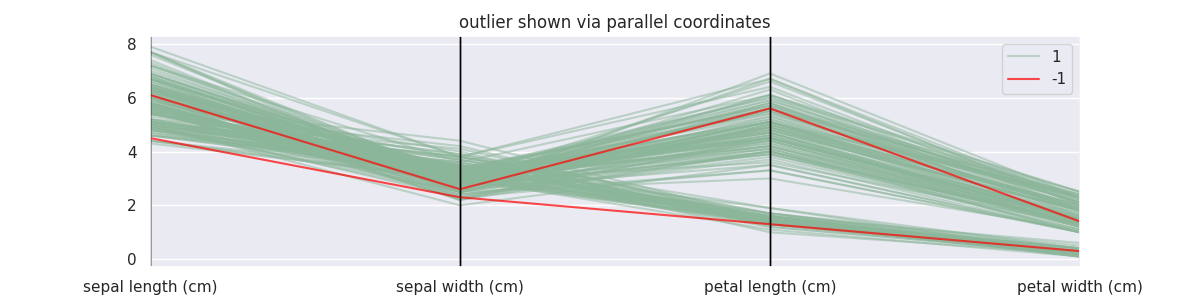 outlier shown via parallel coordinates
8
6
4
2
0
1
-1
sepal length (cm)
sepal width (cm)
petal length (cm)
petal width (cm)